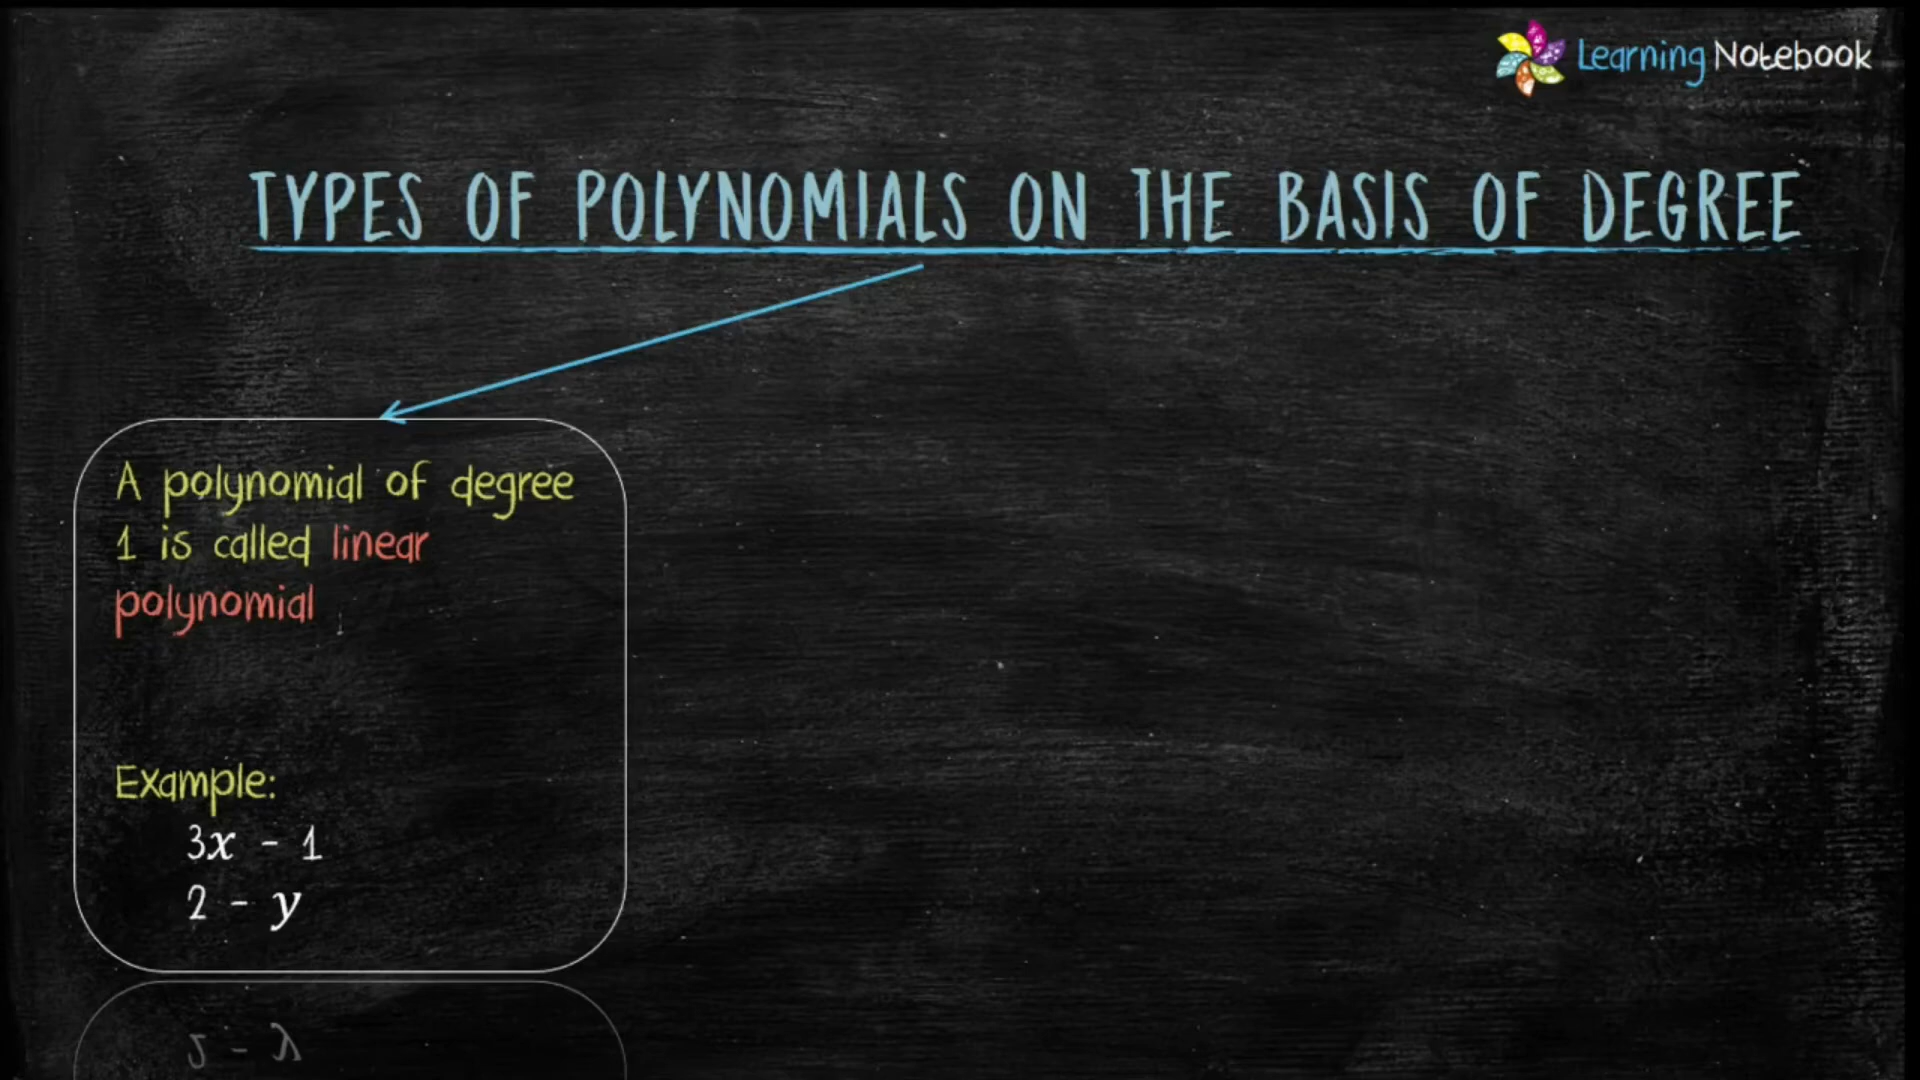 Learning Notebook
TYPES OF POLYNOMIALS ON THE BASIS OF DEGREE
A polynomial of degree
1 is called linear
polynomial
Example:
3x - 1
2 - y